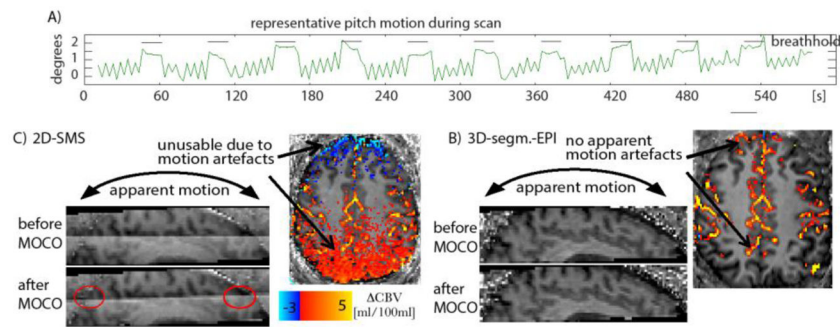 A)
representative pitch motion during scan
degrees
2
1
0
breathhold
0 60 120 180 240 300 360 420 480 540 [s]
C) 2D-SMS
unusable due to
motion artefacts
apparent motion
before
MOCO
after
MOCO
-3 5
ΔCBV
[ml/100ml]
B) 3D-segm.-EPI
no apparent
motion artefacts
apparent motion
before
MOCO
after
MOCO